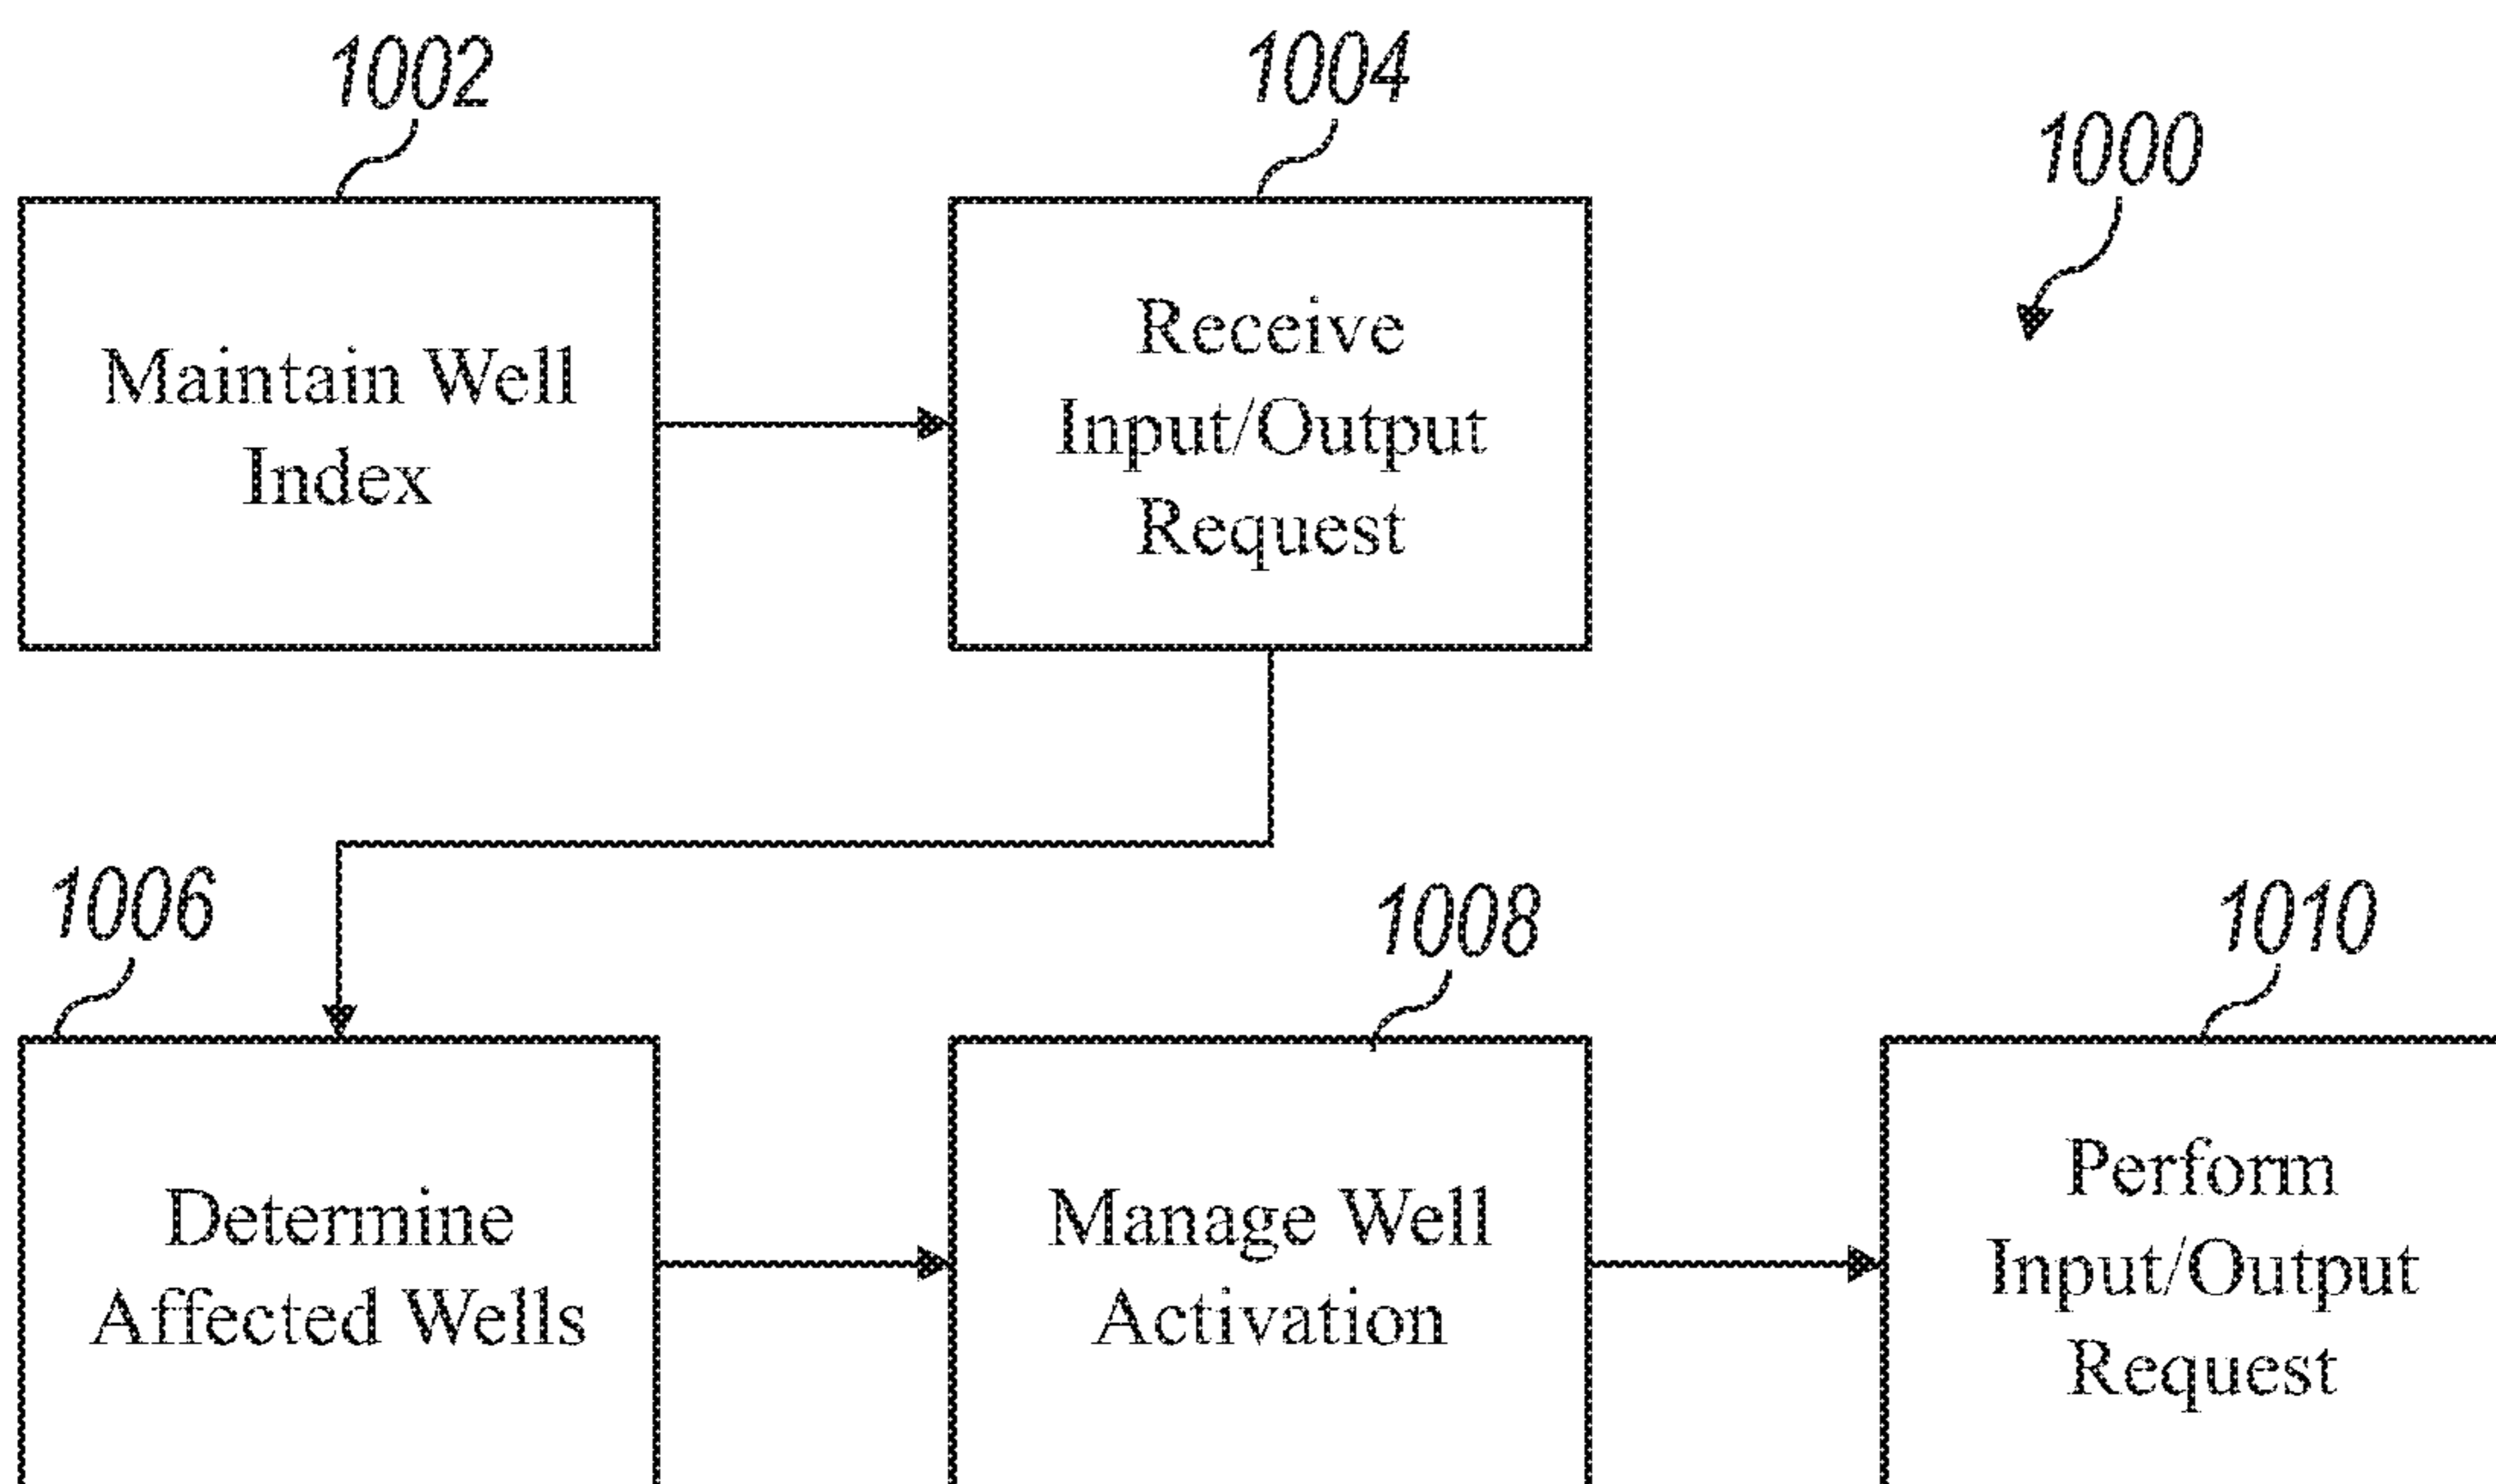 1002
1004
1000
Maintain Well
Index
Receive
Input/Output
Request
1006
1008
1010
Determine
Affected Wells
Manage Well
Activation
Perform
Input/Output
Request